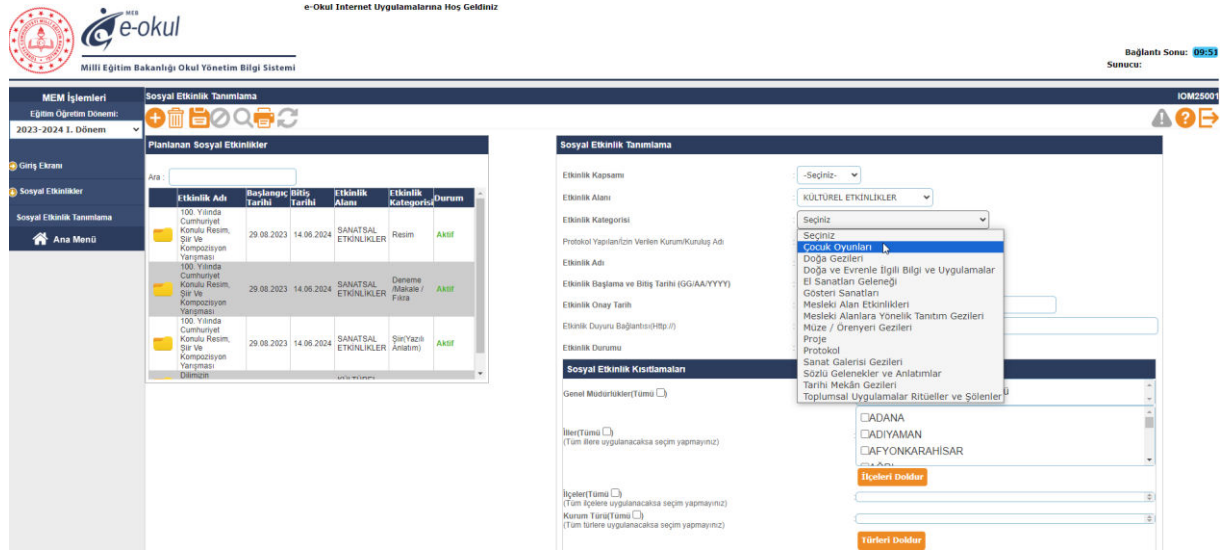 e-Okul Internet Uygulamalarına Hoş Geldiniz
MEB
e-okul
Milli Eğitim Bakanlığı Okul Yönetim Bilgi Sistemi
Bağlantı Sonu: 09:51
Sunucu:
MEM İşlemleri
Eğitim Öğretim Dönemi:
2023-2024 I. Dönem
Giriş Ekranı
Sosyal Etkinlikler
Sosyal Etkinlik Tanımlama
Ana Menü
Sosyal Etkinlik Tanımlama
IOM25001
Planlanan Sosyal Etkinlikler
Ara :
Etkinlik Adı Başlangıç Tarihi Bitiş Tarihi Etkinlik Alanı Etkinlik Kategorisi Durum
100. Yılında Cumhuriyet Konulu Resim, Şiir Ve Kompozisyon Yarışması 29.08.2023 14.06.2024 SANATSAL ETKİNLİKLER Resim Aktif
100. Yılında Cumhuriyet Konulu Resim, Şiir Ve Kompozisyon Yarışması 29.08.2023 14.06.2024 SANATSAL ETKİNLİKLER Deneme /Makale / Fıkra Aktif
100. Yılında Cumhuriyet Konulu Resim, Şiir Ve Kompozisyon Yarışması 29.08.2023 14.06.2024 SANATSAL ETKİNLİKLER Şiir(Yazılı Anlatım) Aktif
Dilimizin
Sosyal Etkinlik Tanımlama
Etkinlik Kapsamı : -Seçiniz-
Etkinlik Alanı : KÜLTÜREL ETKİNLİKLER
Etkinlik Kategorisi : Seçiniz
Protokol Yapılan/İzin Verilen Kurum/Kuruluş Adı
Etkinlik Adı
Etkinlik Başlama ve Bitiş Tarihi (GG/AA/YYYY)
Etkinlik Onay Tarih
Etkinlik Duyuru Bağlantısı(Http://)
Etkinlik Durumu
Seçiniz
Çocuk Oyunları
Doğa Gezileri
Doğa ve Evrenle İlgili Bilgi ve Uygulamalar
El Sanatları Geleneği
Gösteri Sanatları
Mesleki Alan Etkinlikleri
Mesleki Alanlara Yönelik Tanıtım Gezileri
Müze / Örenyeri Gezileri
Proje
Protokol
Sanat Galerisi Gezileri
Sözlü Gelenekler ve Anlatımlar
Tarihi Mekân Gezileri
Toplumsal Uygulamalar Ritüeller ve Şölenler
Sosyal Etkinlik Kısıtlamaları
Genel Müdürlükler(Tümü )
İller(Tümü )
(Tüm illere uygulanacaksa seçim yapmayınız)
ADANA
ADIYAMAN
AFYONKARAHİSAR
İlçeleri Doldur
İlçeler(Tümü )
(Tüm ilçelere uygulanacaksa seçim yapmayınız)
Kurum Türü(Tümü )
(Tüm türlere uygulanacaksa seçim yapmayınız)
Türleri Doldur